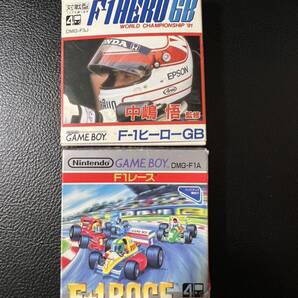 F1 HERO GB
WORLD CHAMPIONSHIP '91
DMG-F3J
HONDA
EPSON
中嶋 悟 監修
GAME BOY
F-1ヒーローGB
Nintendo GAME BOY DMG-F1A
F1レース
F-1 RACE
4